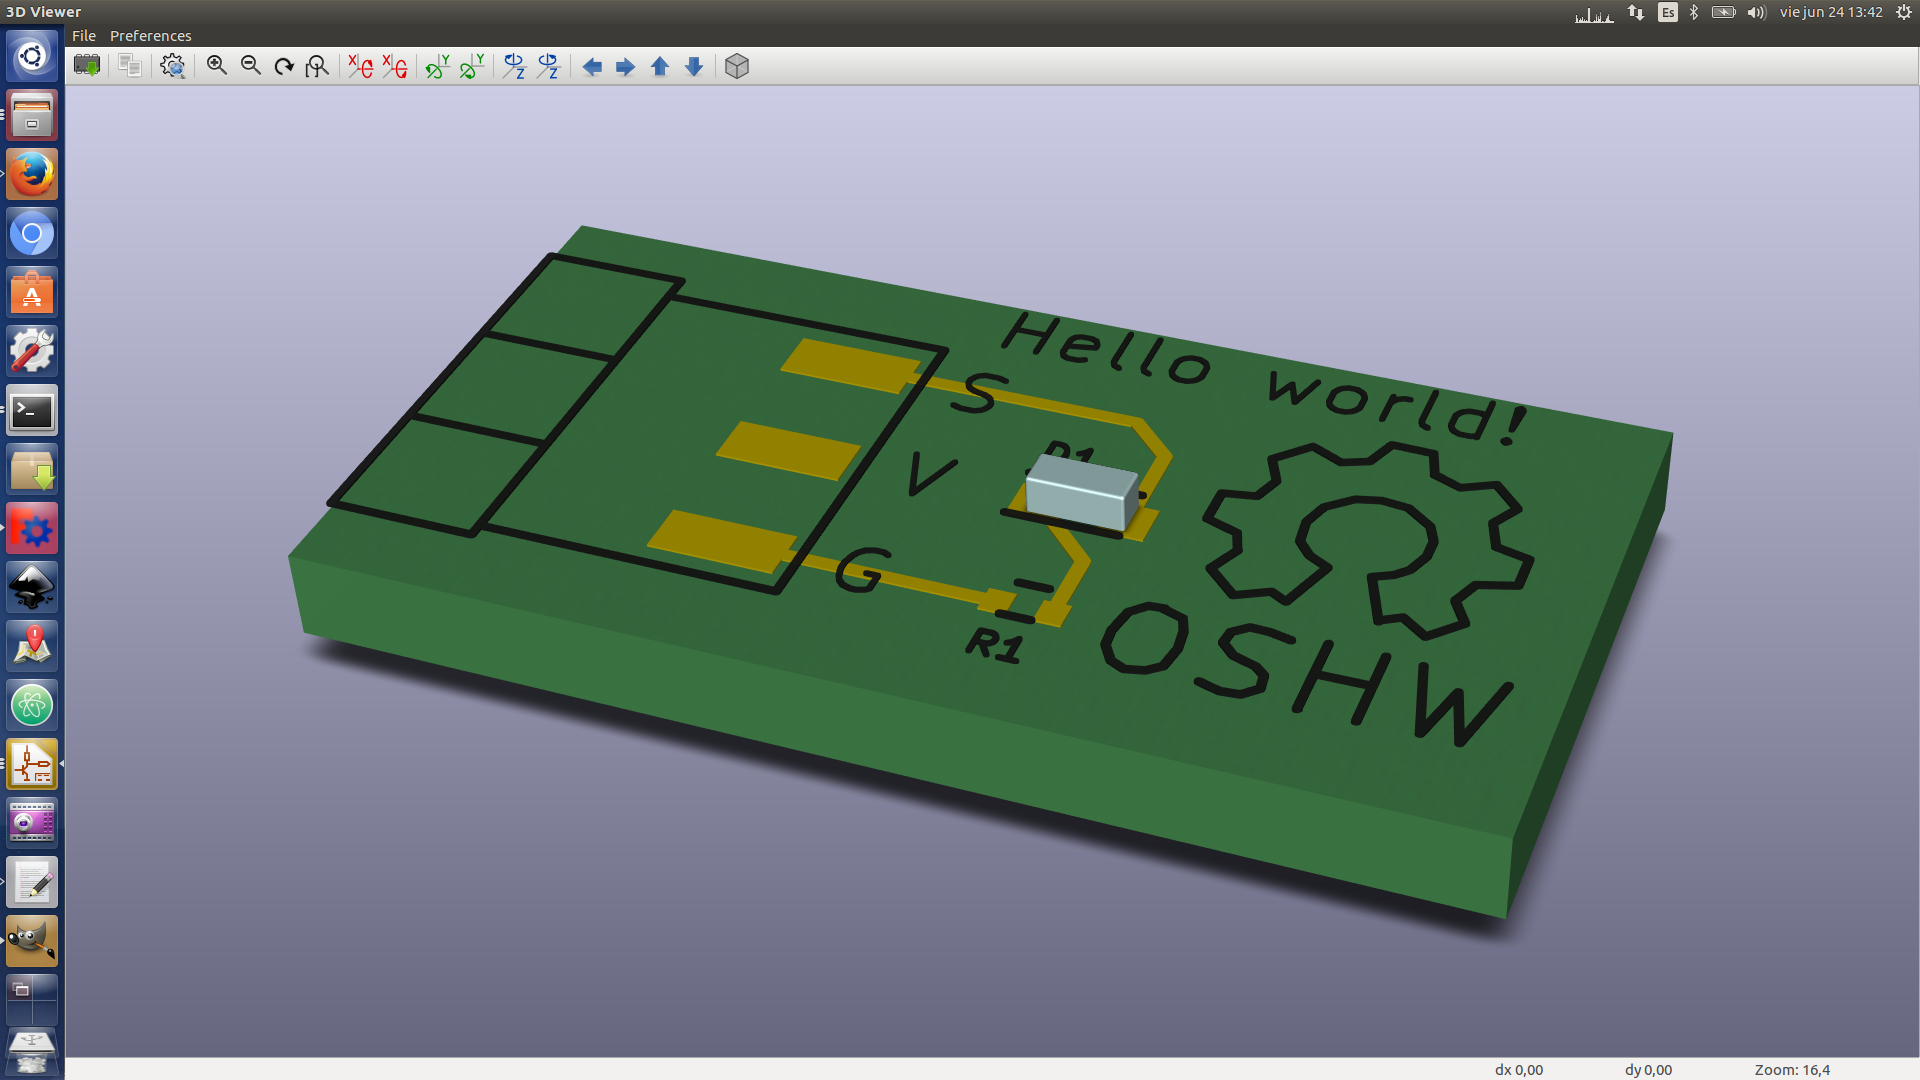 3D Viewer
Es
vie jun 24 13:42
File Preferences
Hello world!
S
V
G
R1
OSHW
dx 0,00
dy 0,00
Zoom: 16,4